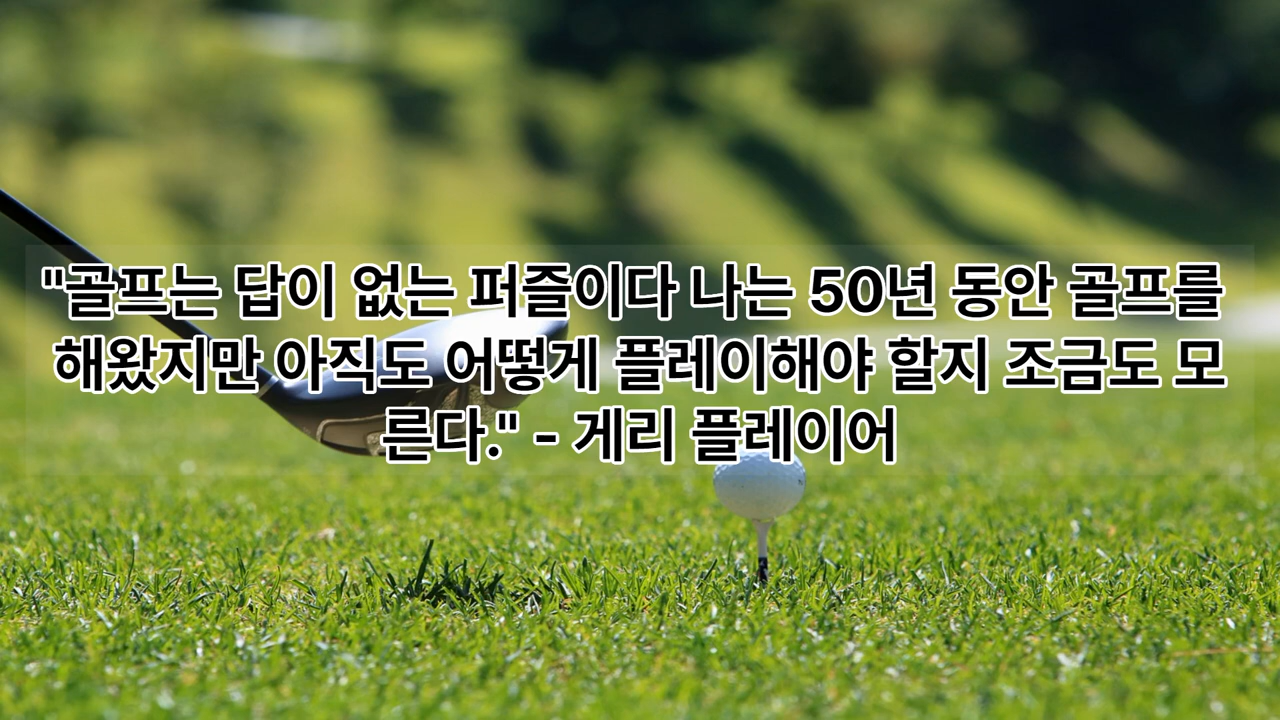 "골프는 답이 없는 퍼즐이다 나는 50년 동안 골프를
해왔지만 아직도 어떻게 플레이해야 할지 조금도 모
른다." - 게리 플레이어